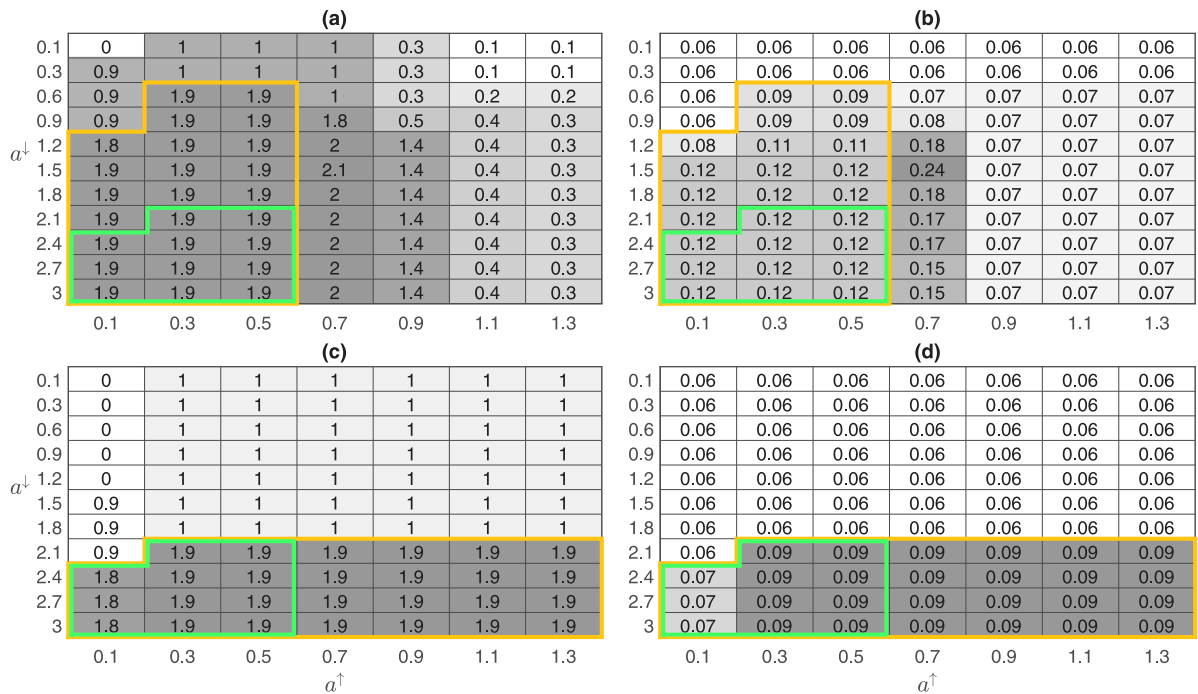 (a) (b)
0.1 0 1 1 1 0.3 0.1 0.1 0.1 0.06 0.06 0.06 0.06 0.06 0.06 0.06
0.3 0.9 1 1 1 0.3 0.1 0.1 0.3 0.06 0.06 0.06 0.06 0.06 0.06 0.06
0.6 0.9 1.9 1.9 1 0.3 0.2 0.2 0.6 0.06 0.09 0.09 0.07 0.07 0.07 0.07
0.9 0.9 1.9 1.9 1.8 0.5 0.4 0.3 0.9 0.06 0.09 0.09 0.08 0.07 0.07 0.07
a↓ 1.2 1.8 1.9 1.9 2 1.4 0.4 0.3 1.2 0.08 0.11 0.11 0.18 0.07 0.07 0.07
1.5 1.9 1.9 1.9 2.1 1.4 0.4 0.3 1.5 0.12 0.12 0.12 0.24 0.07 0.07 0.07
1.8 1.9 1.9 1.9 2 1.4 0.4 0.3 1.8 0.12 0.12 0.12 0.18 0.07 0.07 0.07
2.1 1.9 1.9 1.9 2 1.4 0.4 0.3 2.1 0.12 0.12 0.12 0.17 0.07 0.07 0.07
2.4 1.9 1.9 1.9 2 1.4 0.4 0.3 2.4 0.12 0.12 0.12 0.17 0.07 0.07 0.07
2.7 1.9 1.9 1.9 2 1.4 0.4 0.3 2.7 0.12 0.12 0.12 0.15 0.07 0.07 0.07
3 1.9 1.9 1.9 2 1.4 0.4 0.3 3 0.12 0.12 0.12 0.15 0.07 0.07 0.07
0.1 0.3 0.5 0.7 0.9 1.1 1.3 0.1 0.3 0.5 0.7 0.9 1.1 1.3
(c) (d)
0.1 0 1 1 1 1 1 1 0.1 0.06 0.06 0.06 0.06 0.06 0.06 0.06
0.3 0 1 1 1 1 1 1 0.3 0.06 0.06 0.06 0.06 0.06 0.06 0.06
0.6 0 1 1 1 1 1 1 0.6 0.06 0.06 0.06 0.06 0.06 0.06 0.06
0.9 0 1 1 1 1 1 1 0.9 0.06 0.06 0.06 0.06 0.06 0.06 0.06
a↓ 1.2 0 1 1 1 1 1 1 1.2 0.06 0.06 0.06 0.06 0.06 0.06 0.06
1.5 0.9 1 1 1 1 1 1 1.5 0.06 0.06 0.06 0.06 0.06 0.06 0.06
1.8 0.9 1 1 1 1 1 1 1.8 0.06 0.06 0.06 0.06 0.06 0.06 0.06
2.1 0.9 1.9 1.9 1.9 1.9 1.9 1.9 2.1 0.06 0.09 0.09 0.09 0.09 0.09 0.09
2.4 1.8 1.9 1.9 1.9 1.9 1.9 1.9 2.4 0.07 0.09 0.09 0.09 0.09 0.09 0.09
2.7 1.8 1.9 1.9 1.9 1.9 1.9 1.9 2.7 0.07 0.09 0.09 0.09 0.09 0.09 0.09
3 1.8 1.9 1.9 1.9 1.9 1.9 1.9 3 0.07 0.09 0.09 0.09 0.09 0.09 0.09
0.1 0.3 0.5 0.7 0.9 1.1 1.3 0.1 0.3 0.5 0.7 0.9 1.1 1.3
a↑ a↑